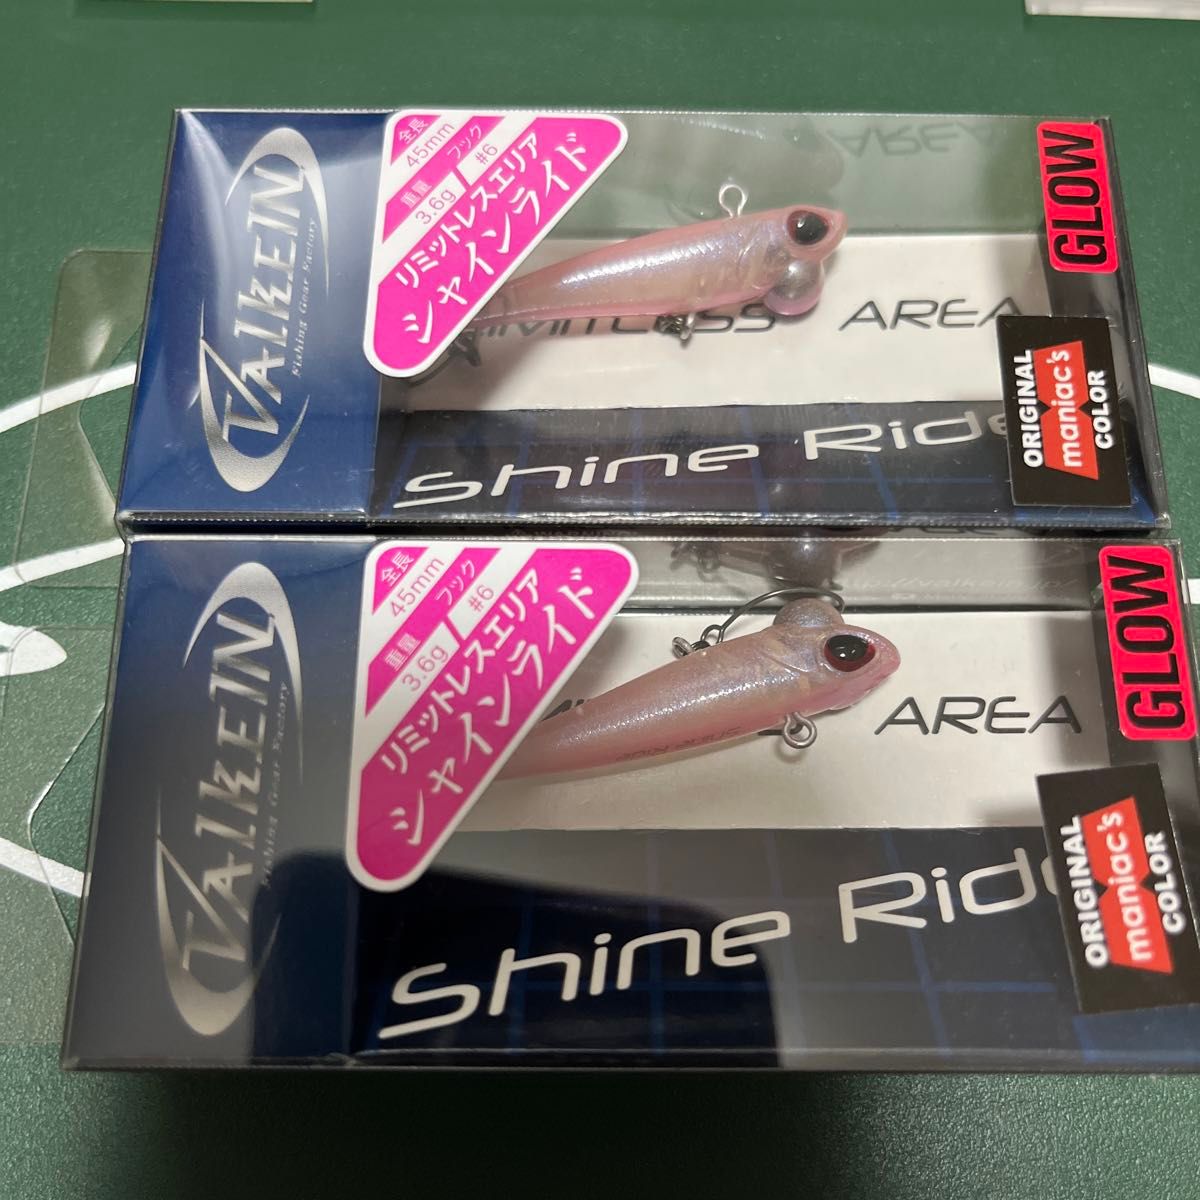 VALKEIN
Fishing Gear Factory
全長
45mm
フック
#6
重量
3.6g
リミットレスエリア
シャインライド
AREA
LIMITLESS AREA
Shine Ride
GLOW
ORIGINAL
maniac's
COLOR
VALKEIN
Fishing Gear Factory
全長
45mm
フック
#6
重量
3.6g
リミットレスエリア
シャインライド
Shine Ride
AREA
Shine Ride
GLOW
ORIGINAL
maniac's
COLOR